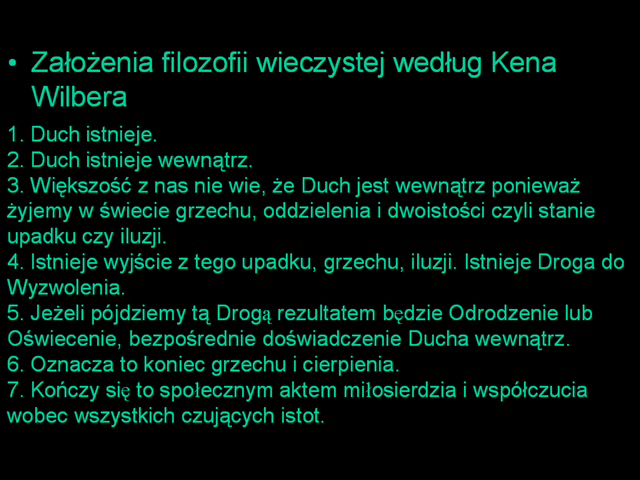 • Założenia filozofii wieczystej według Kena
Wilbera
1. Duch istnieje.
2. Duch istnieje wewnątrz.
3. Większość z nas nie wie, że Duch jest wewnątrz ponieważ
żyjemy w świecie grzechu, oddzielenia i dwoistości czyli stanie
upadku czy iluzji.
4. Istnieje wyjście z tego upadku, grzechu, iluzji. Istnieje Droga do
Wyzwolenia.
5. Jeżeli pójdziemy tą Drogą rezultatem będzie Odrodzenie lub
Oświecenie, bezpośrednie doświadczenie Ducha wewnątrz.
6. Oznacza to koniec grzechu i cierpienia.
7. Kończy się to społecznym aktem miłosierdzia i współczucia
wobec wszystkich czujących istot.